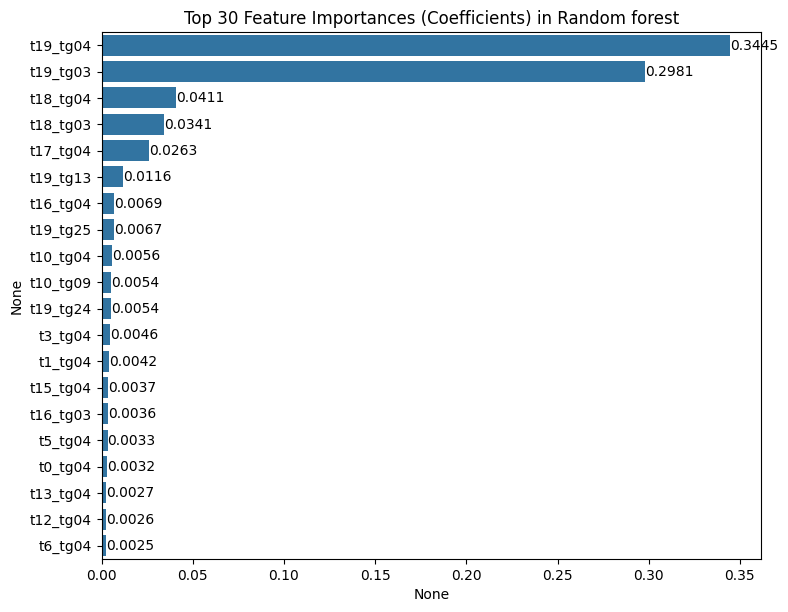 Top 30 Feature Importances (Coefficients) in Random forest
t19_tg04 0.3445
t19_tg03 0.2981
t18_tg04 0.0411
t18_tg03 0.0341
t17_tg04 0.0263
t19_tg13 0.0116
t16_tg04 0.0069
t19_tg25 0.0067
t10_tg04 0.0056
t10_tg09 0.0054
t19_tg24 0.0054
t3_tg04 0.0046
t1_tg04 0.0042
t15_tg04 0.0037
t16_tg03 0.0036
t5_tg04 0.0033
t0_tg04 0.0032
t13_tg04 0.0027
t12_tg04 0.0026
t6_tg04 0.0025
None
0.00 0.05 0.10 0.15 0.20 0.25 0.30 0.35
None